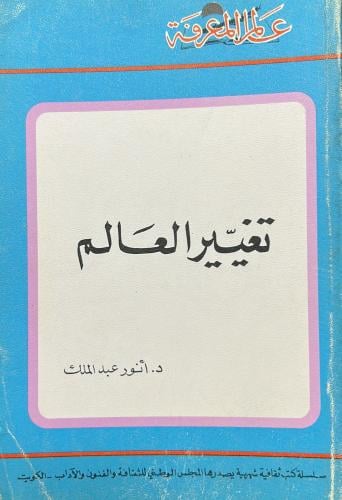 عالم المعرفة
تغيير العالم
د. أنور عبد الملك
سلسلة كتب ثقافية شهرية يصدرها المجلس الوطني للثقافة والفنون والآداب - الكويت